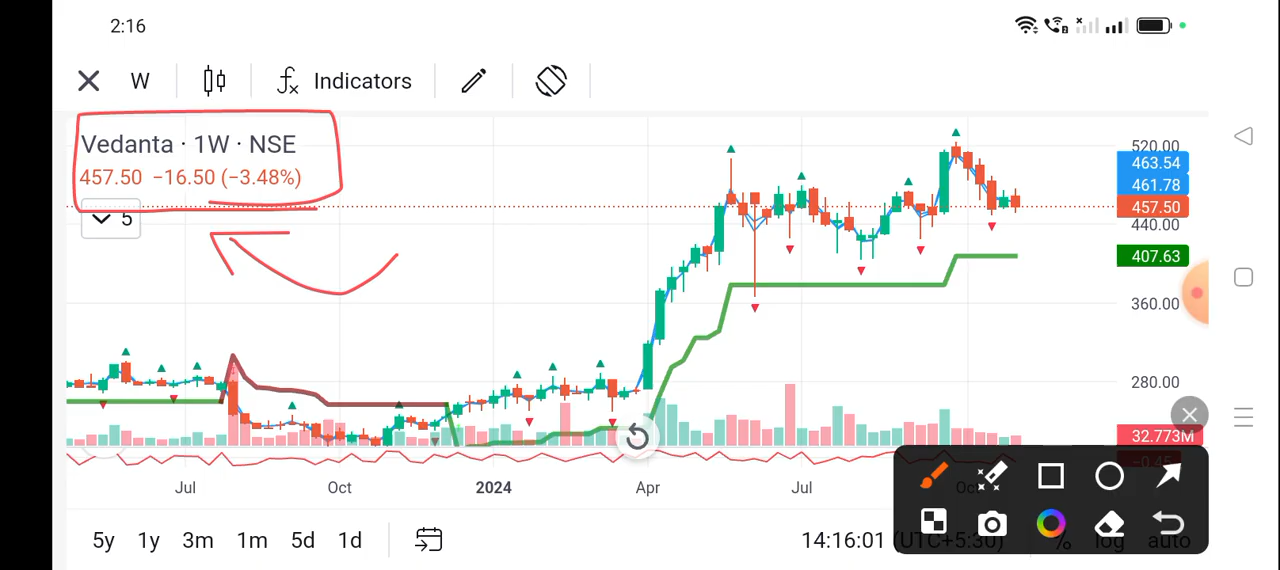 2:16
W
Indicators
Vedanta · 1W · NSE
457.50 −16.50 (−3.48%)
5
520.00
463.54
461.78
457.50
440.00
407.63
360.00
280.00
32.773M
−0.45
Jul Oct 2024 Apr Jul Oct
5y 1y 3m 1m 5d 1d 14:16:01 (UTC+5:30) % log auto